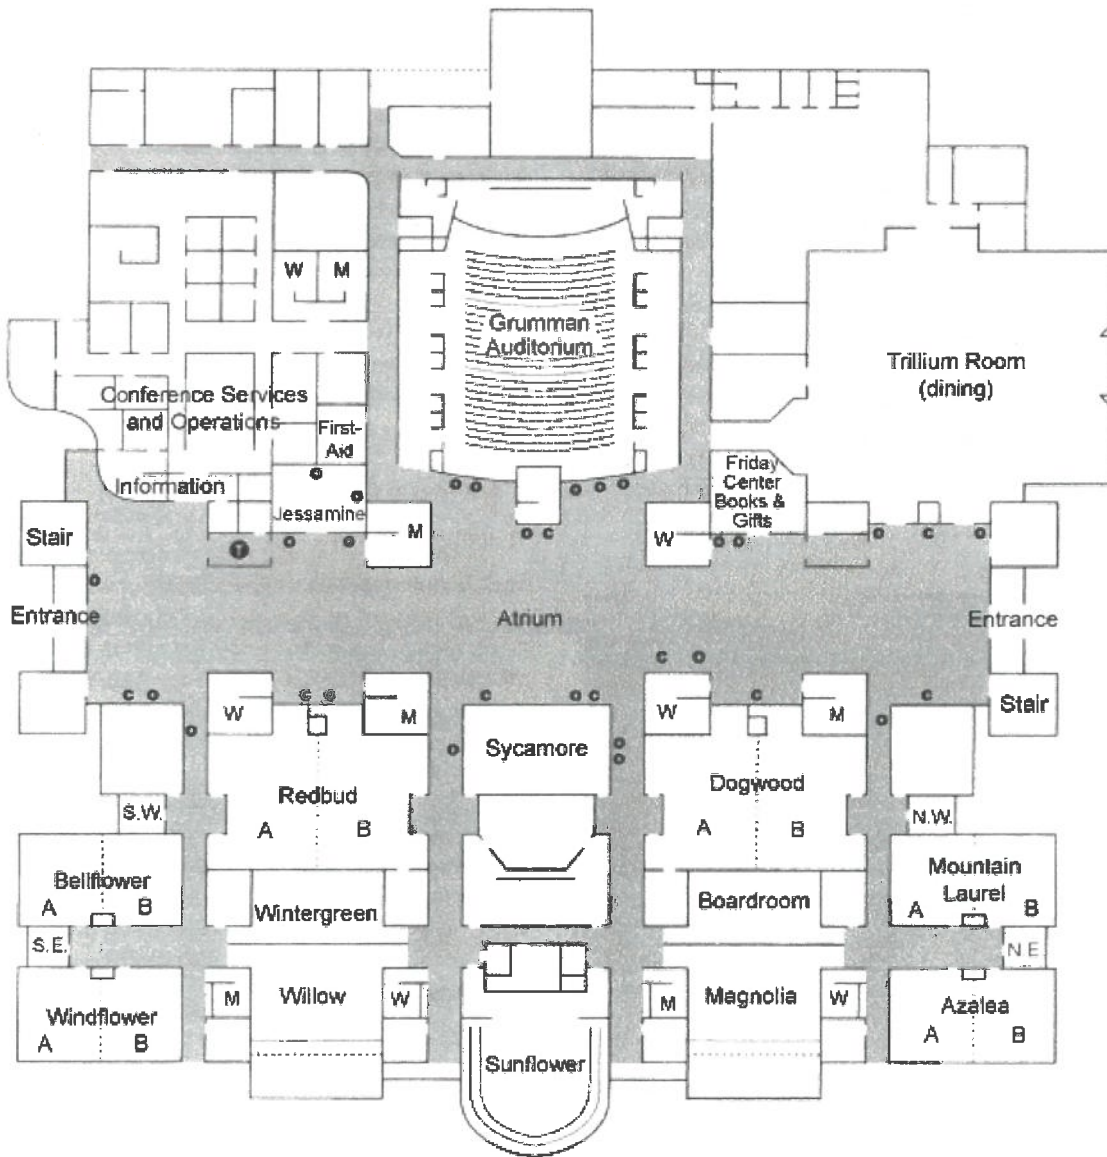 W
M
Grumman
Auditorium
Trillium Room
(dining)
Conference Services
and Operations
First-
Aid
Information
Jessamine
Friday
Center
Books &
Gifts
Stair
T
M
W
Entrance
Atrium
Entrance
Stair
W
M
W
M
Sycamore
Redbud
A
B
Dogwood
A
B
S.W.
N.W.
Bellflower
A
B
Wintergreen
Boardroom
Mountain
Laurel
A
B
S.E.
N.E
Windflower
A
B
M
Willow
W
M
Magnolia
W
Azalea
A
B
Sunflower